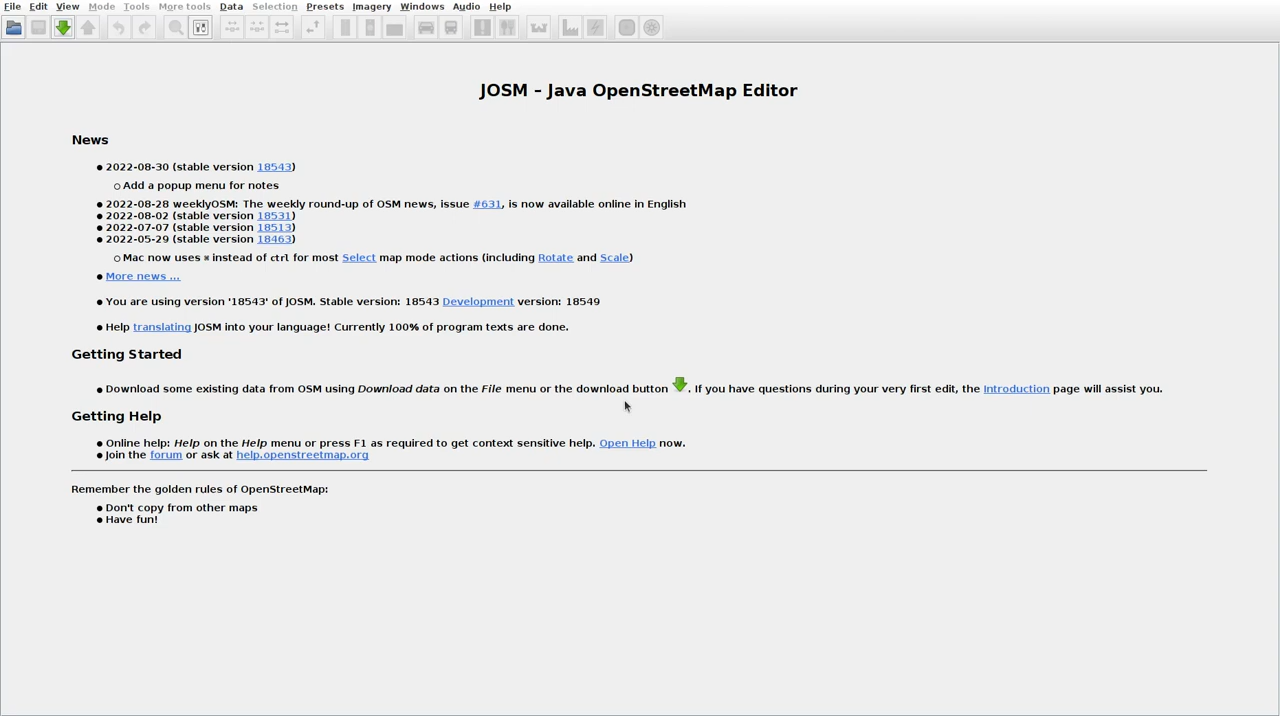 File Edit View Mode Tools More tools Data Selection Presets Imagery Windows Audio Help
JOSM – Java OpenStreetMap Editor
News
2022-08-30 (stable version 18543)
Add a popup menu for notes
2022-08-28 weeklyOSM: The weekly round-up of OSM news, issue #631, is now available online in English
2022-08-02 (stable version 18531)
2022-07-07 (stable version 18513)
2022-05-29 (stable version 18463)
Mac now uses ⌘ instead of ctrl for most Select map mode actions (including Rotate and Scale)
More news ...
You are using version '18543' of JOSM. Stable version: 18543 Development version: 18549
Help translating JOSM into your language! Currently 100% of program texts are done.
Getting Started
Download some existing data from OSM using Download data on the File menu or the download button . If you have questions during your very first edit, the Introduction page will assist you.
Getting Help
Online help: Help on the Help menu or press F1 as required to get context sensitive help. Open Help now.
Join the forum or ask at help.openstreetmap.org
Remember the golden rules of OpenStreetMap:
Don't copy from other maps
Have fun!